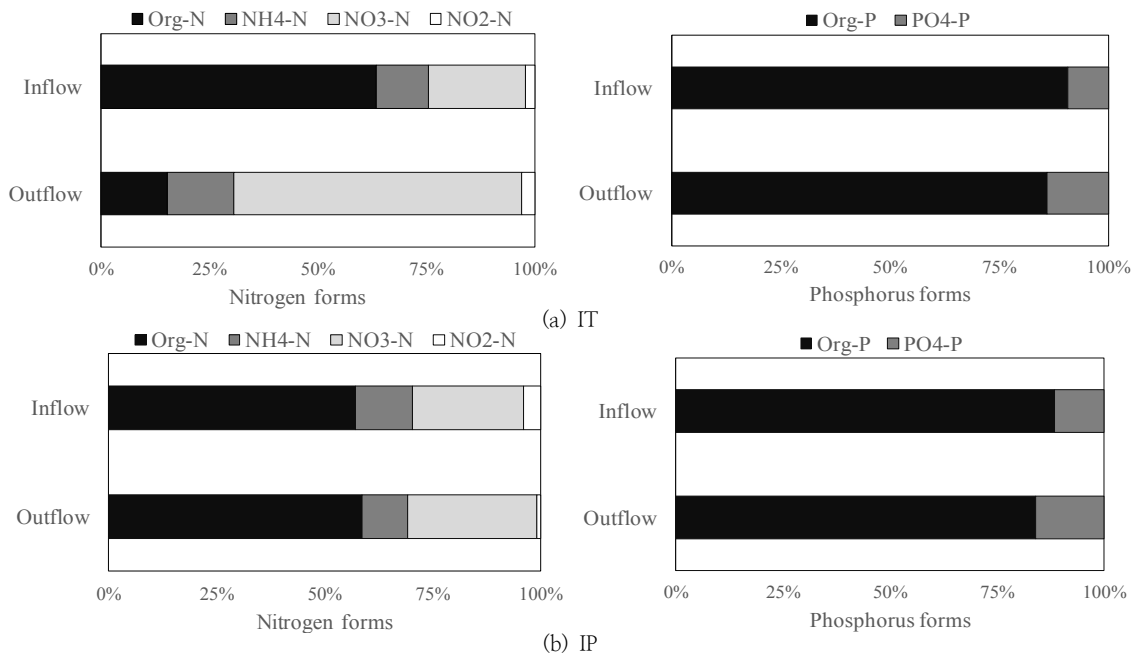 Org-N NH4-N NO3-N NO2-N
Inflow
Outflow
0% 25% 50% 75% 100%
Nitrogen forms
Org-P PO4-P
Inflow
Outflow
0% 25% 50% 75% 100%
Phosphorus forms
(a) IT
Org-N NH4-N NO3-N NO2-N
Inflow
Outflow
0% 25% 50% 75% 100%
Nitrogen forms
Org-P PO4-P
Inflow
Outflow
0% 25% 50% 75% 100%
Phosphorus forms
(b) IP